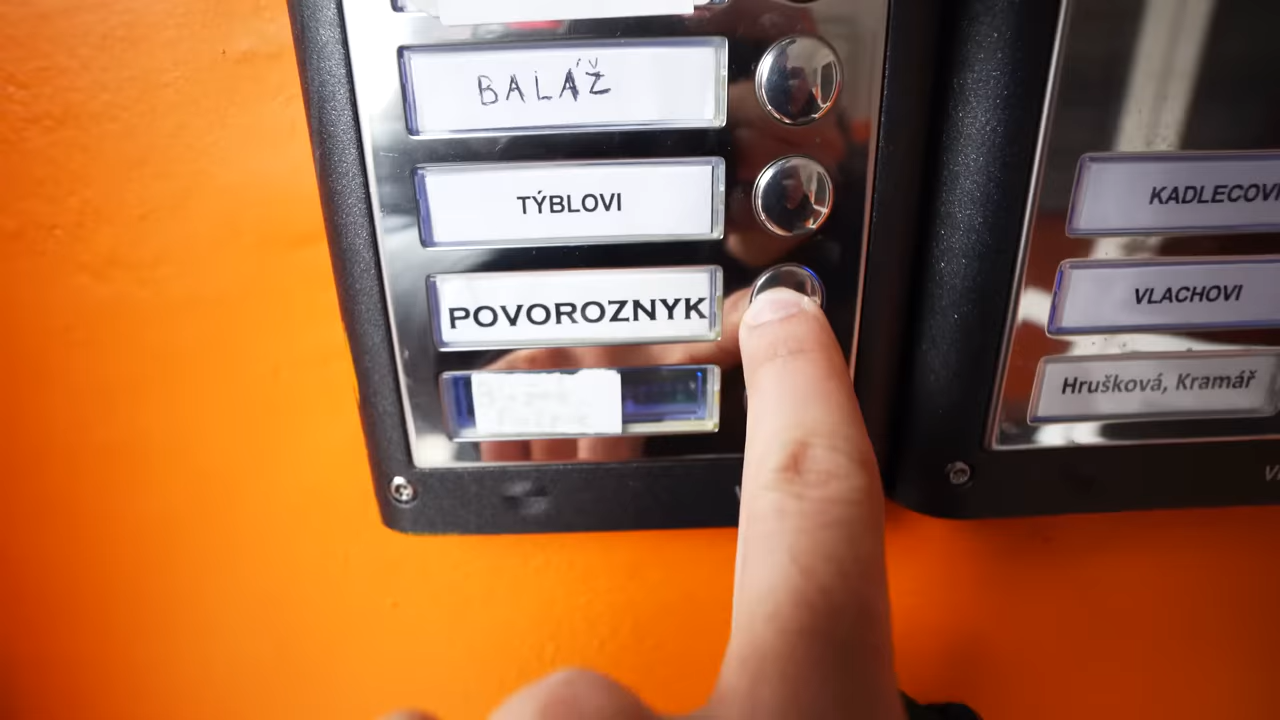 BALÁŽ
TÝBLOVI
POVOROZNYK
KADLECOVI
VLACHOVI
Hrušková, Kramář